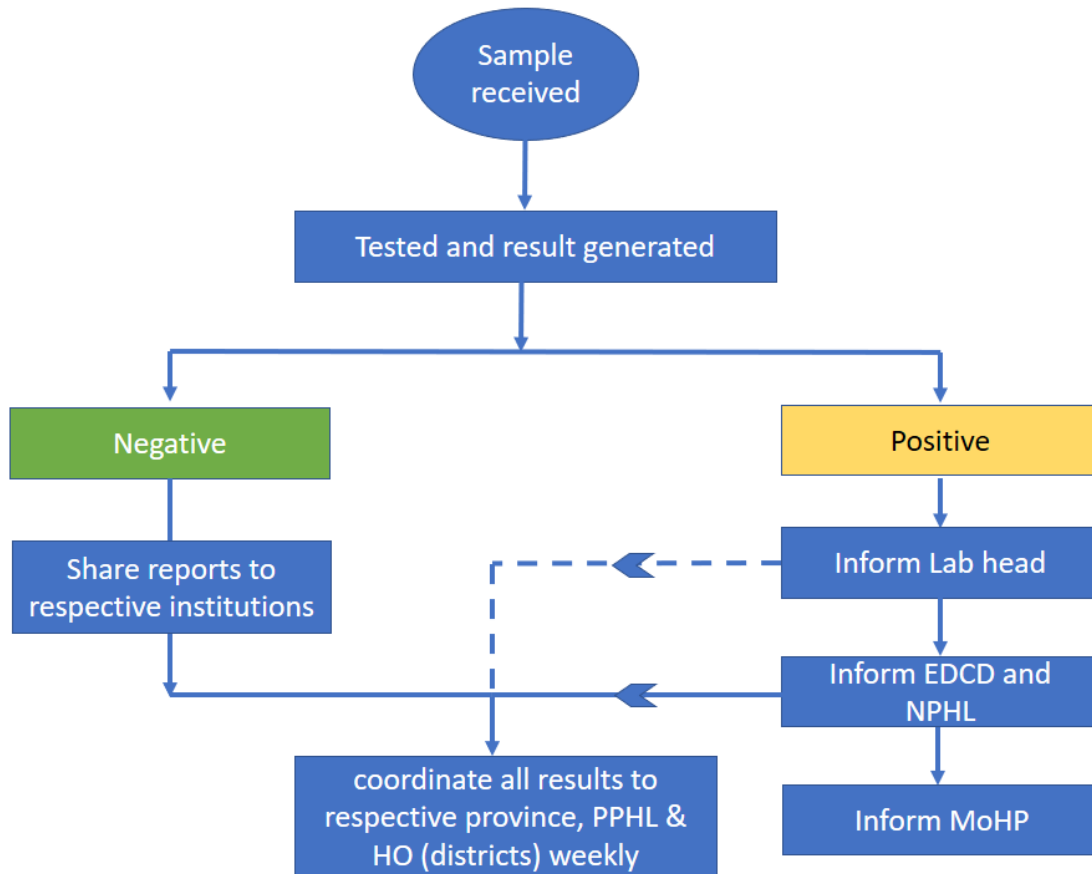 Sample
received
Tested and result generated
Negative
Positive
Share reports to
respective institutions
Inform Lab head
Inform EDCD and
NPHL
coordinate all results to
respective province, PPHL &
HO (districts) weekly
Inform MoHP